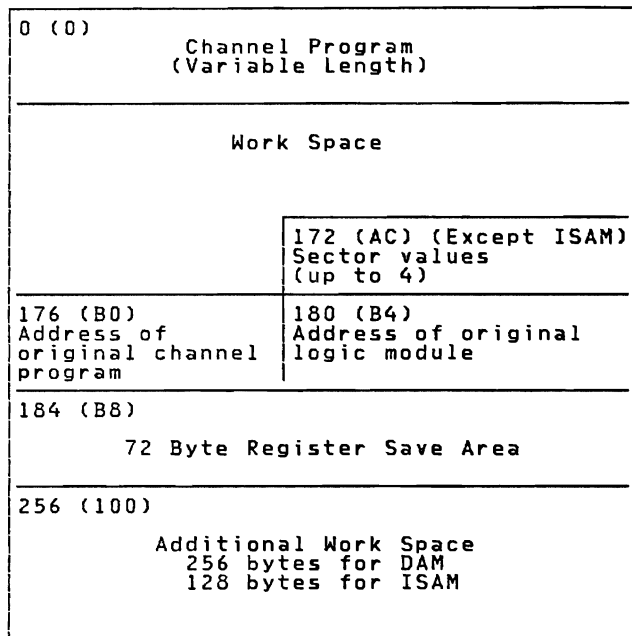 0 (0)
Channel Program
(Variable Length)
Work Space
172 (AC) (Except ISAM)
Sector values
(up to 4)
176 (B0)
Address of
original channel
program
180 (B4)
Address of original
logic module
184 (B8)
72 Byte Register Save Area
256 (100)
Additional Work Space
256 bytes for DAM
128 bytes for ISAM